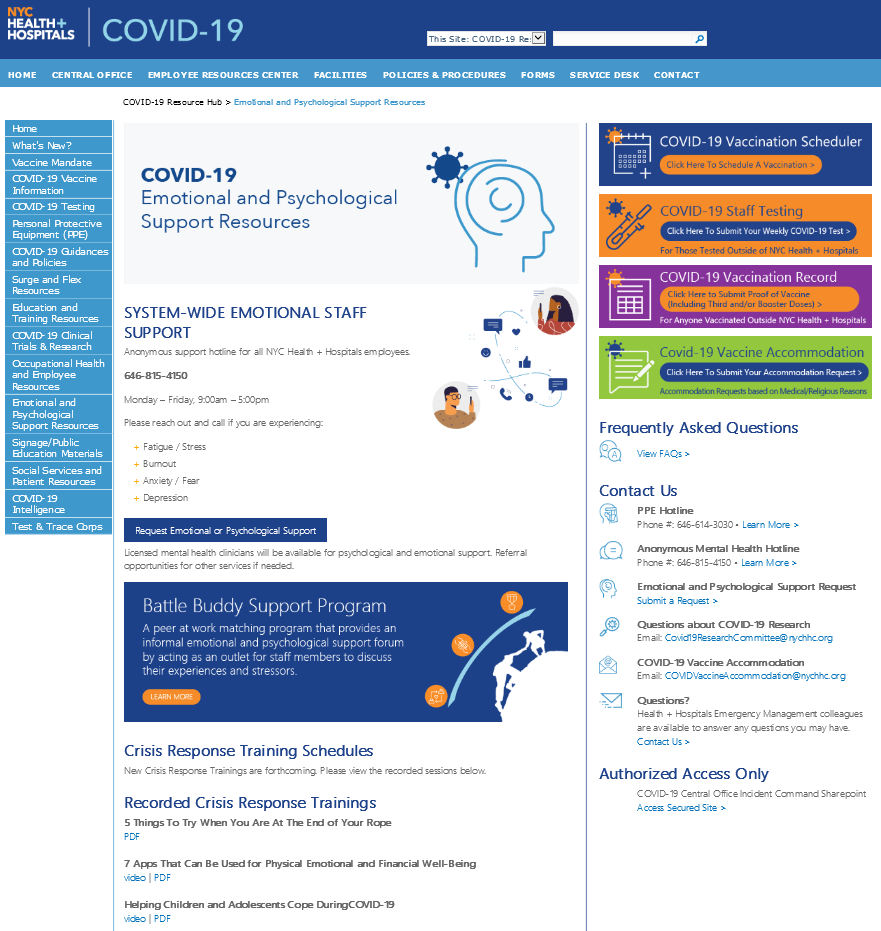 NYC
HEALTH+
HOSPITALS
COVID-19
This Site: COVID-19 Re:
HOME CENTRAL OFFICE EMPLOYEE RESOURCES CENTER FACILITIES POLICIES & PROCEDURES FORMS SERVICE DESK CONTACT
COVID-19 Resource Hub > Emotional and Psychological Support Resources
Home
What's New?
Vaccine Mandate
COVID-19 Vaccine
Information
COVID-19 Testing
Personal Protective
Equipment (PPE)
COVID-19 Guidances
and Policies
Surge and Flex
Resources
Education and
Training Resources
COVID-19 Clinical
Trials & Research
Occupational Health
and Employee
Resources
Emotional and
Psychological
Support Resources
Signage/Public
Education Materials
Social Services and
Patient Resources
COVID-19
Intelligence
Test & Trace Corps
COVID-19
Emotional and Psychological
Support Resources
SYSTEM-WIDE EMOTIONAL STAFF
SUPPORT
Anonymous support hotline for all NYC Health + Hospitals employees.
646-815-4150
Monday – Friday, 9:00am – 5:00pm
Please reach out and call if you are experiencing:
+ Fatigue / Stress
+ Burnout
+ Anxiety / Fear
+ Depression
Request Emotional or Psychological Support
Licensed mental health clinicians will be available for psychological and emotional support. Referral
opportunities for other services if needed.
Battle Buddy Support Program
A peer at work matching program that provides an
informal emotional and psychological support forum
by acting as an outlet for staff members to discuss
their experiences and stressors.
LEARN MORE
Crisis Response Training Schedules
New Crisis Response Trainings are forthcoming. Please view the recorded sessions below.
Recorded Crisis Response Trainings
5 Things To Try When You Are At The End of Your Rope
PDF
7 Apps That Can Be Used for Physical Emotional and Financial Well-Being
video | PDF
Helping Children and Adolescents Cope DuringCOVID-19
video | PDF
COVID-19 Vaccination Scheduler
Click Here To Schedule A Vaccination >
COVID-19 Staff Testing
Click Here To Submit Your Weekly COVID-19 Test >
For Those Tested Outside of NYC Health + Hospitals
COVID-19 Vaccination Record
Click Here to Submit Proof of Vaccine
(Including Third and/or Booster Doses) >
For Anyone Vaccinated Outside NYC Health + Hospitals
Covid-19 Vaccine Accommodation
Click Here To Submit Your Accommodation Request >
Accommodation Requests based on Medical/Religious Reasons
Frequently Asked Questions
Q
A
View FAQs >
Contact Us
PPE Hotline
Phone #: 646-614-3030 • Learn More >
Anonymous Mental Health Hotline
Phone #: 646-815-4150 • Learn More >
Emotional and Psychological Support Request
Submit a Request >
Questions about COVID-19 Research
Email: Covid19ResearchCommittee@nychhc.org
COVID-19 Vaccine Accommodation
Email: COVIDVaccineAccommodation@nychhc.org
Questions?
Health + Hospitals Emergency Management colleagues
are available to answer any questions you may have.
Contact Us >
Authorized Access Only
COVID-19 Central Office Incident Command Sharepoint
Access Secured Site >